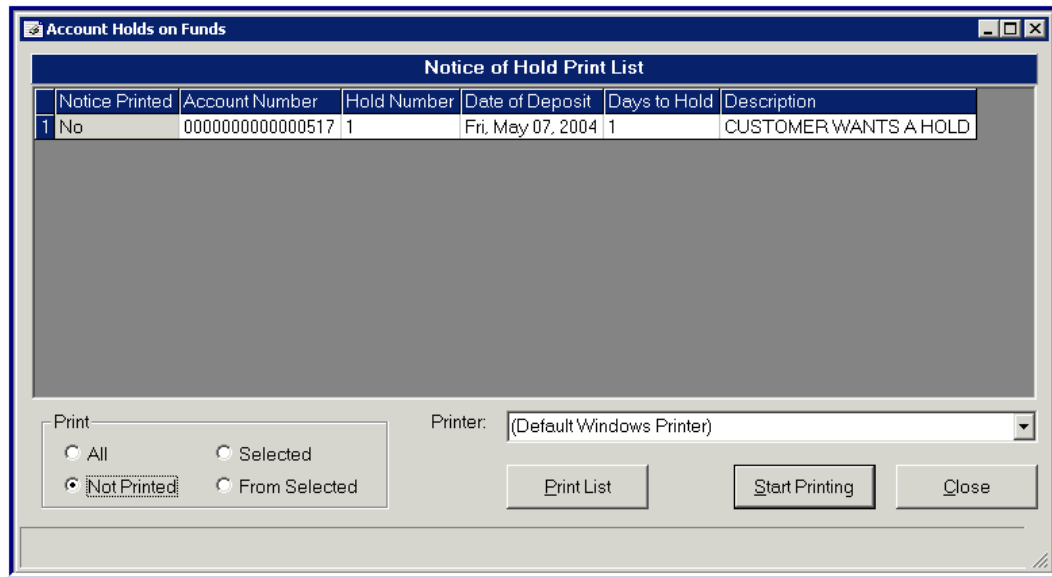 Account Holds on Funds
Notice of Hold Print List
Notice Printed Account Number Hold Number Date of Deposit Days to Hold Description
1 No 0000000000000517 1 Fri, May 07, 2004 1 CUSTOMER WANTS A HOLD
Print Printer: (Default Windows Printer)
All Selected
Not Printed From Selected Print List Start Printing Close